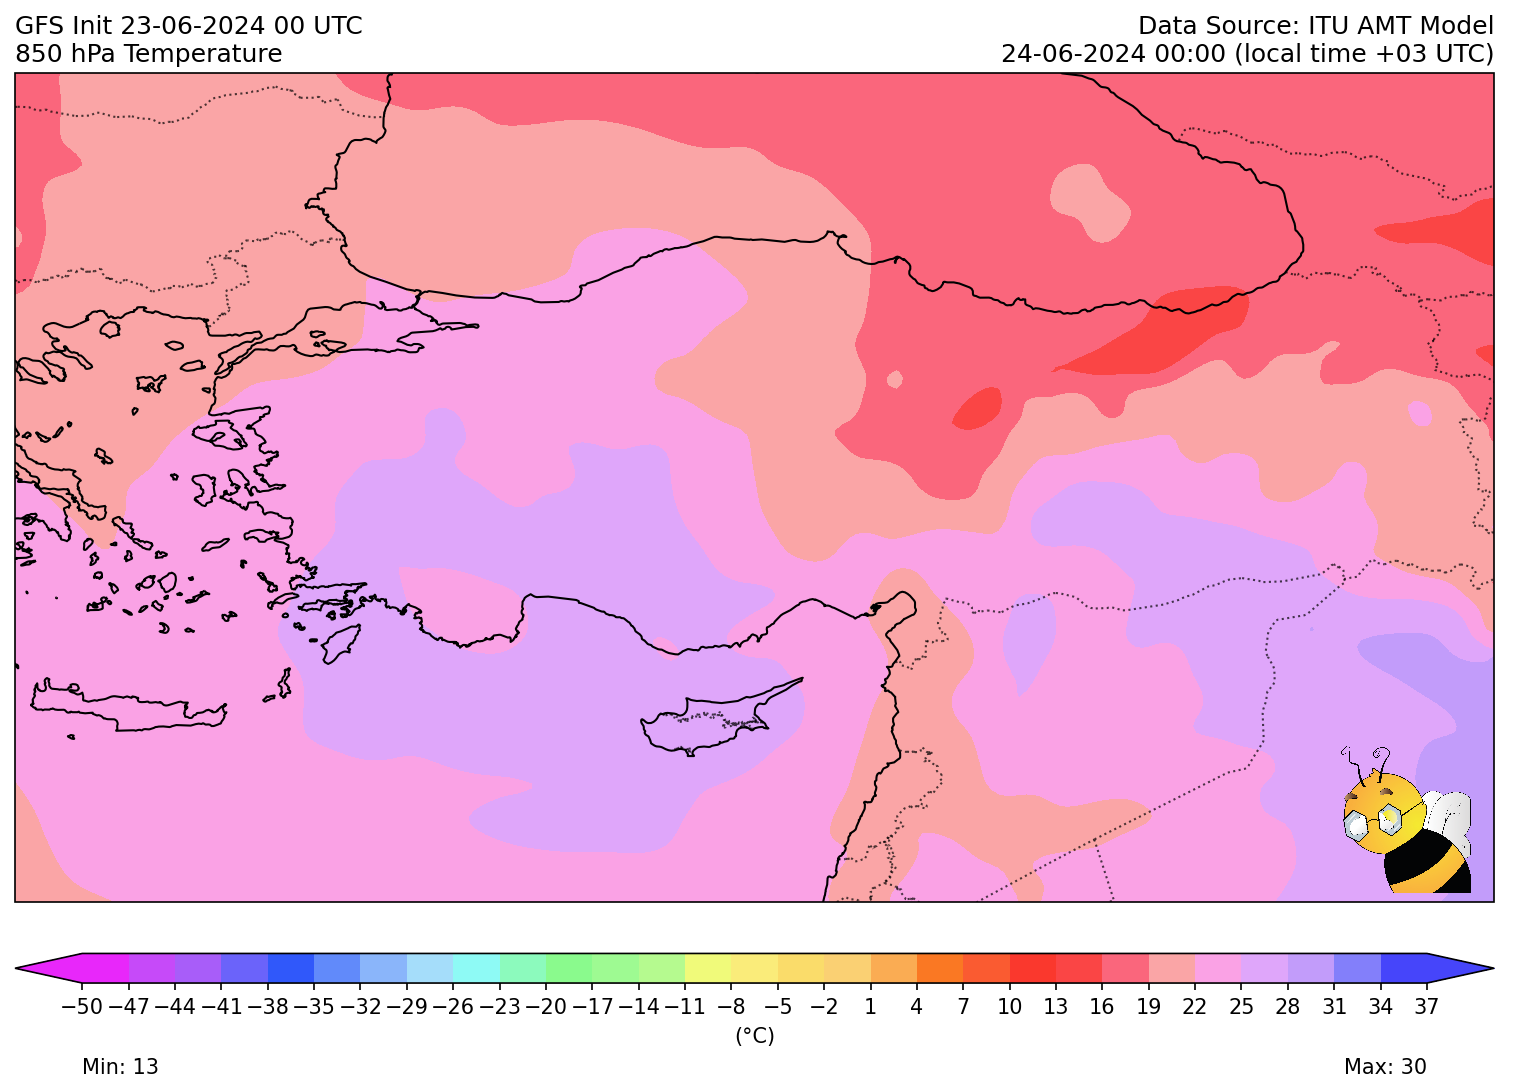 GFS Init 23-06-2024 00 UTC
Data Source: ITU AMT Model
850 hPa Temperature
24-06-2024 00:00 (local time +03 UTC)
−50 −47 −44 −41 −38 −35 −32 −29 −26 −23 −20 −17 −14 −11 −8 −5 −2 1 4 7 10 13 16 19 22 25 28 31 34 37
(°C)
Min: 13
Max: 30